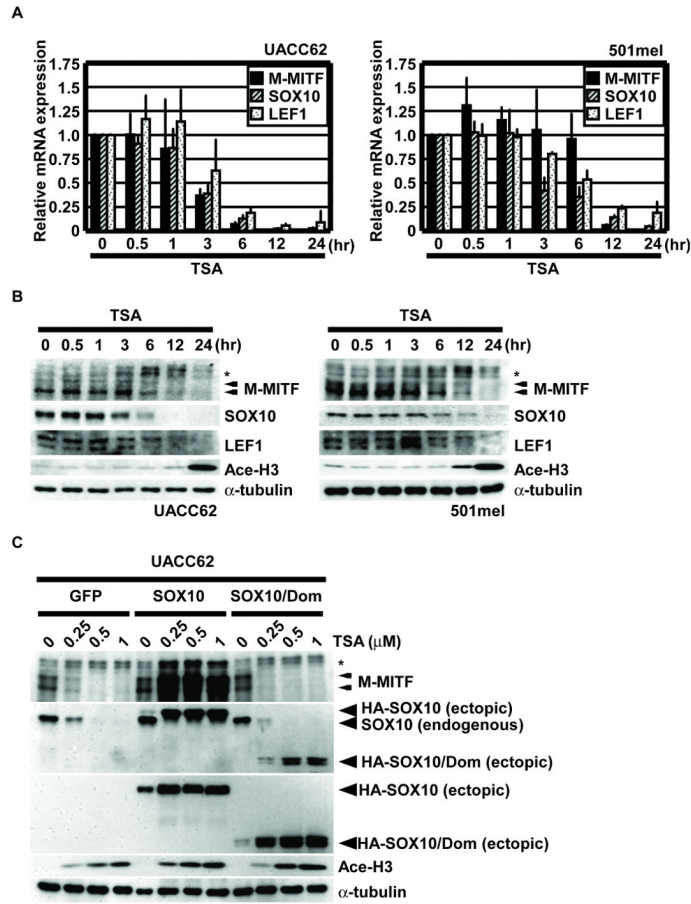 A
UACC62
Relative mRNA expression
1.75
1.5
1.25
1.0
0.75
0.5
0.25
0
M-MITF
SOX10
LEF1
0 0.5 1 3 6 12 24 (hr)
TSA
501mel
Relative mRNA expression
1.75
1.5
1.25
1.0
0.75
0.5
0.25
0
M-MITF
SOX10
LEF1
0 0.5 1 3 6 12 24 (hr)
TSA
B
TSA
0 0.5 1 3 6 12 24 (hr)
*
M-MITF
SOX10
LEF1
Ace-H3
α-tubulin
UACC62
TSA
0 0.5 1 3 6 12 24 (hr)
*
M-MITF
SOX10
LEF1
Ace-H3
α-tubulin
501mel
C
UACC62
GFP SOX10 SOX10/Dom
0 0.25 0.5 1 0 0.25 0.5 1 0 0.25 0.5 1 TSA (μM)
*
M-MITF
HA-SOX10 (ectopic)
SOX10 (endogenous)
HA-SOX10/Dom (ectopic)
HA-SOX10 (ectopic)
HA-SOX10/Dom (ectopic)
Ace-H3
α-tubulin